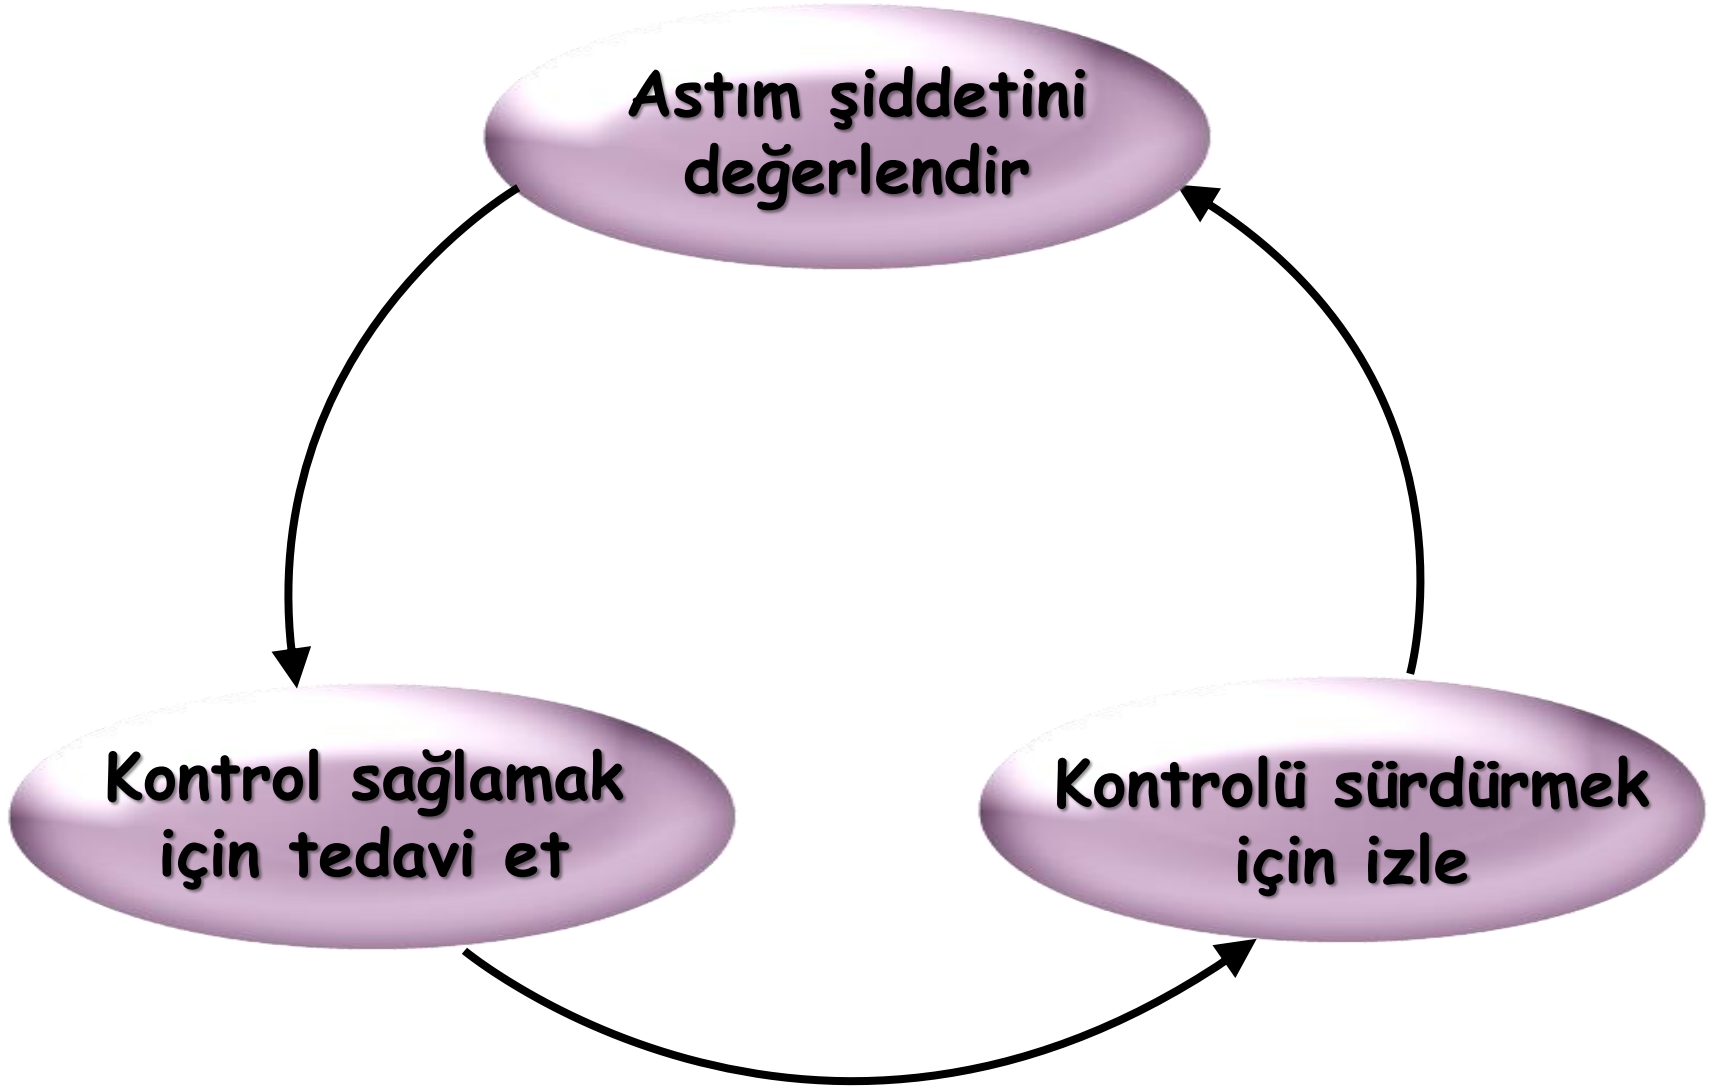 Astım şiddetini
değerlendir
Kontrol sağlamak
için tedavi et
Kontrolü sürdürmek
için izle